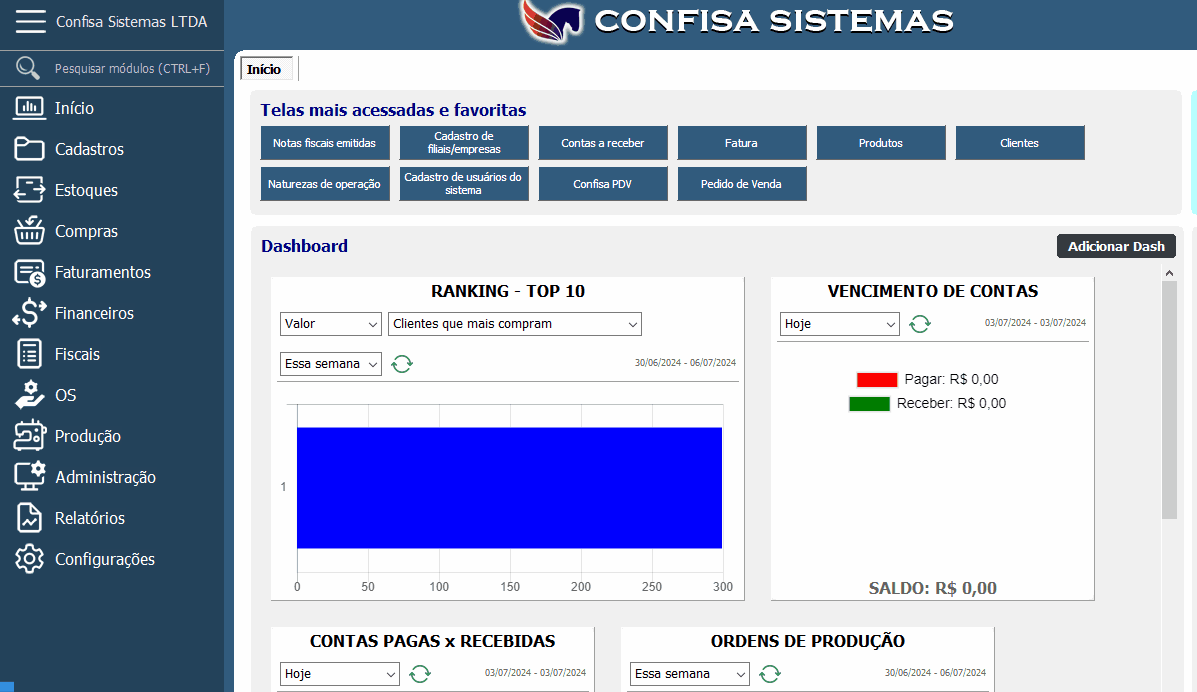 Confisa Sistemas LTDA
CONFISA SISTEMAS
Pesquisar módulos (CTRL+F)
Início
Cadastros
Estoques
Compras
Faturamentos
Financeiros
Fiscais
OS
Produção
Administração
Relatórios
Configurações
Início
Telas mais acessadas e favoritas
Notas fiscais emitidas
Cadastro de
filiais/empresas
Contas a receber
Fatura
Produtos
Clientes
Naturezas de operação
Cadastro de usuários do
sistema
Confisa PDV
Pedido de Venda
Dashboard
Adicionar Dash
RANKING - TOP 10
Valor
Clientes que mais compram
Essa semana
30/06/2024 - 06/07/2024
1
0 50 100 150 200 250 300
VENCIMENTO DE CONTAS
Hoje
03/07/2024 - 03/07/2024
Pagar: R$ 0,00
Receber: R$ 0,00
SALDO: R$ 0,00
CONTAS PAGAS x RECEBIDAS
Hoje
03/07/2024 - 03/07/2024
ORDENS DE PRODUÇÃO
Essa semana
30/06/2024 - 06/07/2024